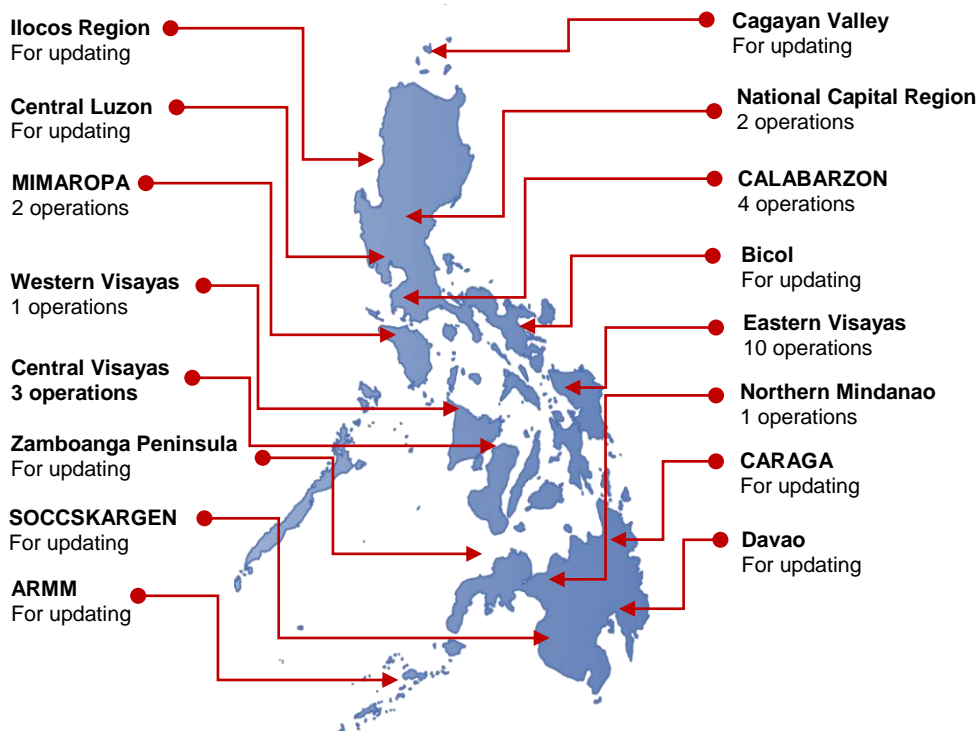 Ilocos Region
For updating
Central Luzon
For updating
MIMAROPA
2 operations
Western Visayas
1 operations
Central Visayas
3 operations
Zamboanga Peninsula
For updating
SOCCSKARGEN
For updating
ARMM
For updating
Cagayan Valley
For updating
National Capital Region
2 operations
CALABARZON
4 operations
Bicol
For updating
Eastern Visayas
10 operations
Northern Mindanao
1 operations
CARAGA
For updating
Davao
For updating